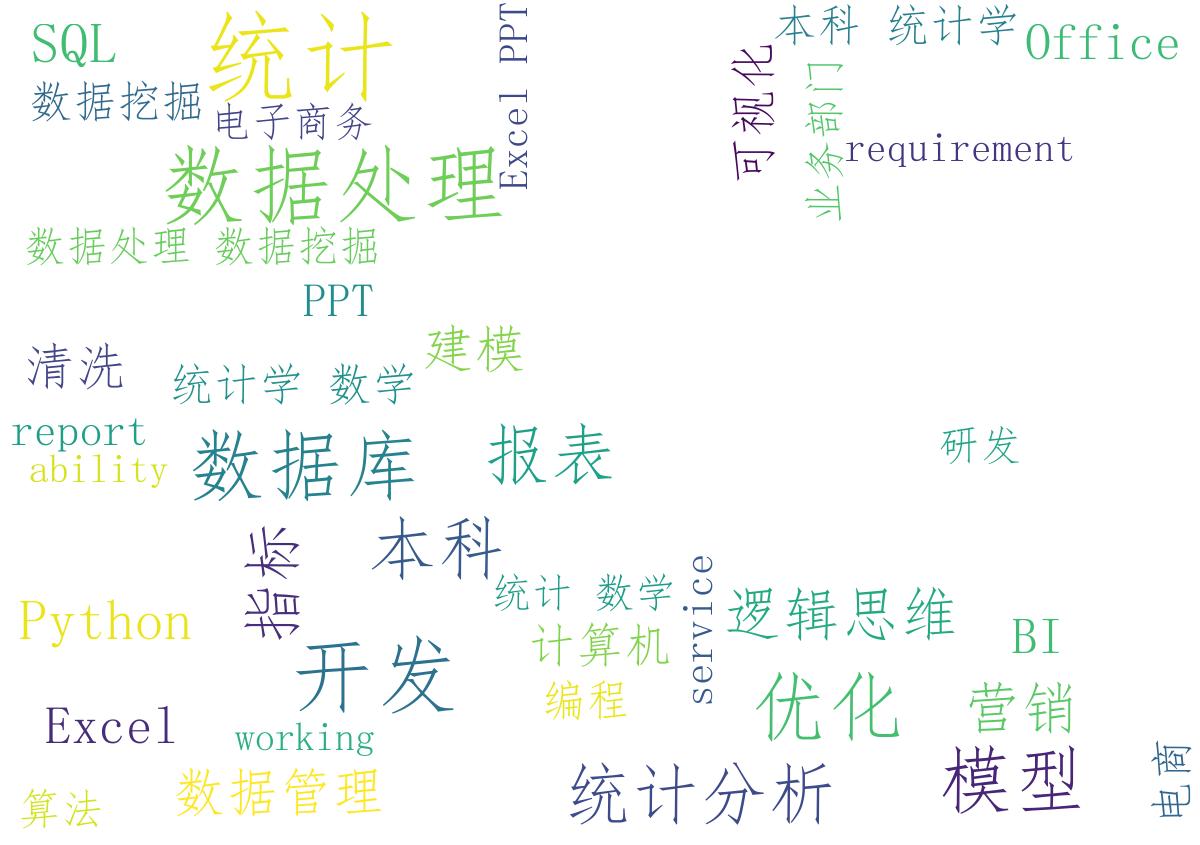 SQL
统计
Excel PPT
本科 统计学
Office
数据挖掘
电子商务
可视化
业务部门
requirement
数据处理
数据处理 数据挖掘
PPT
清洗
统计学 数学
建模
report
ability
数据库
报表
研发
指标
本科
Python
统计 数学
计算机
service
逻辑思维
BI
开发
编程
优化
营销
Excel
working
算法
数据管理
统计分析
模型
电商